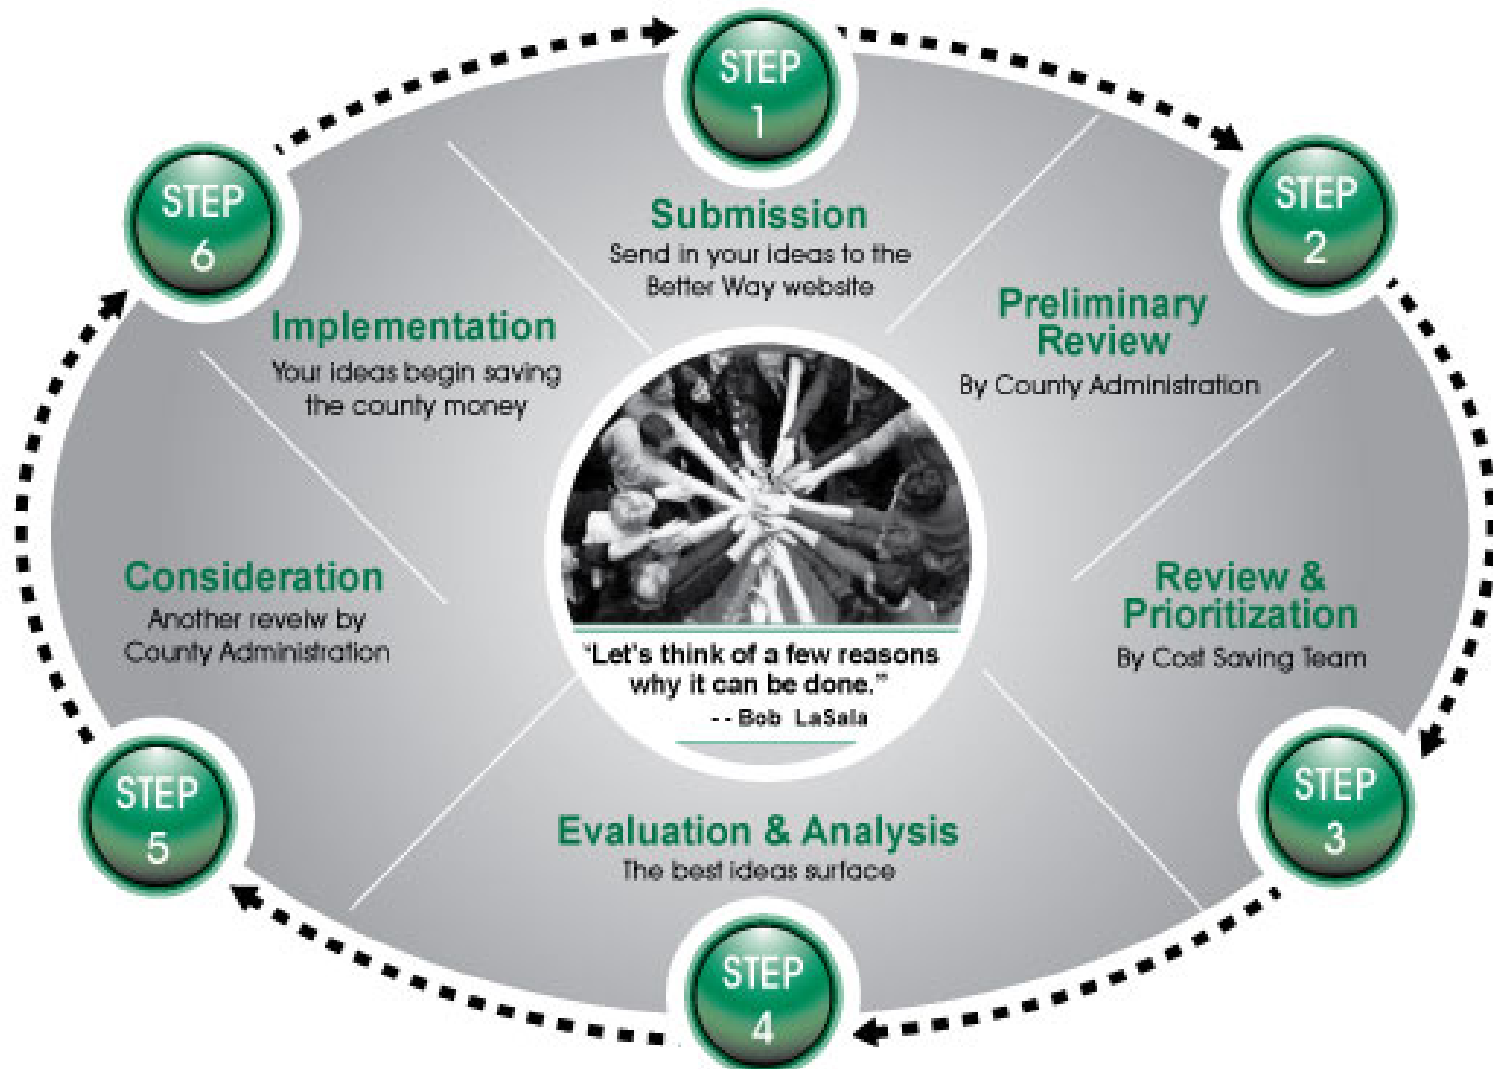 STEP
1
Submission
Send in your ideas to the
Better Way website
STEP
2
Preliminary
Review
By County Administration
Review &
Prioritization
By Cost Saving Team
STEP
3
Evaluation & Analysis
The best ideas surface
STEP
4
Consideration
Another reveiw by
County Administration
STEP
5
STEP
6
Implementation
Your ideas begin saving
the county money
"Let's think of a few reasons
why it can be done."
-- Bob LaSala